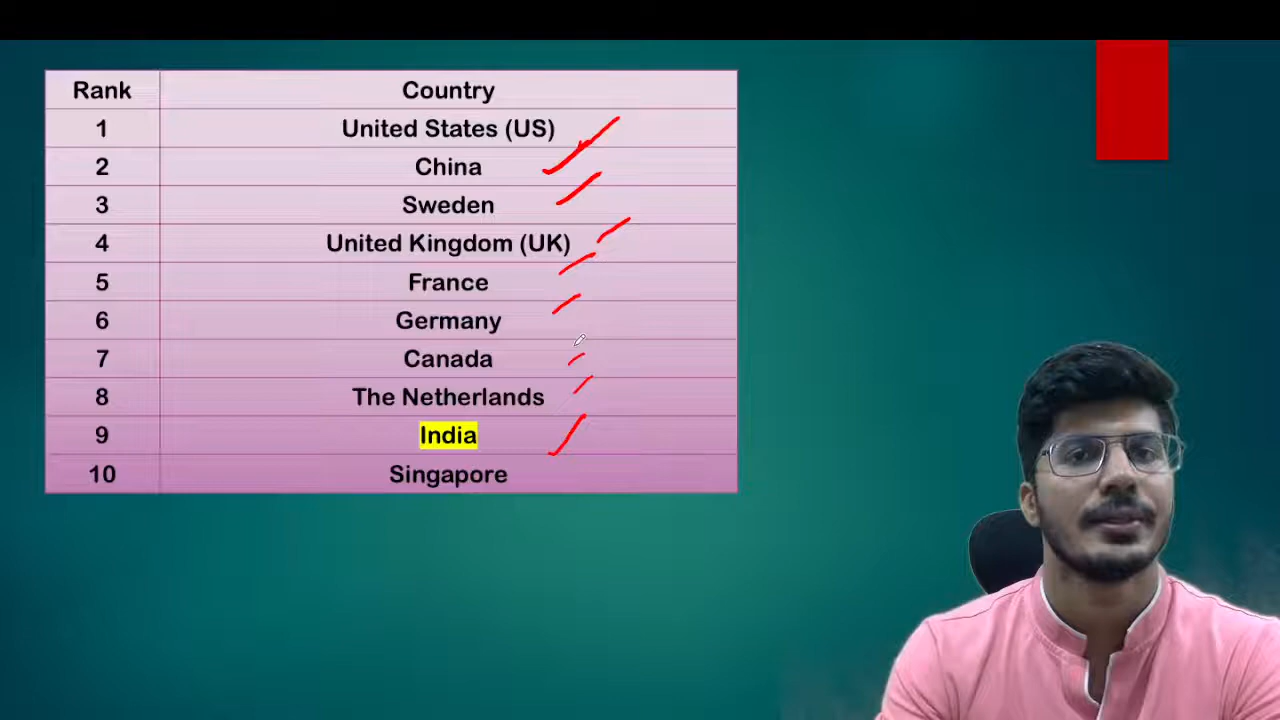 Rank Country
1 United States (US)
2 China
3 Sweden
4 United Kingdom (UK)
5 France
6 Germany
7 Canada
8 The Netherlands
9 India
10 Singapore